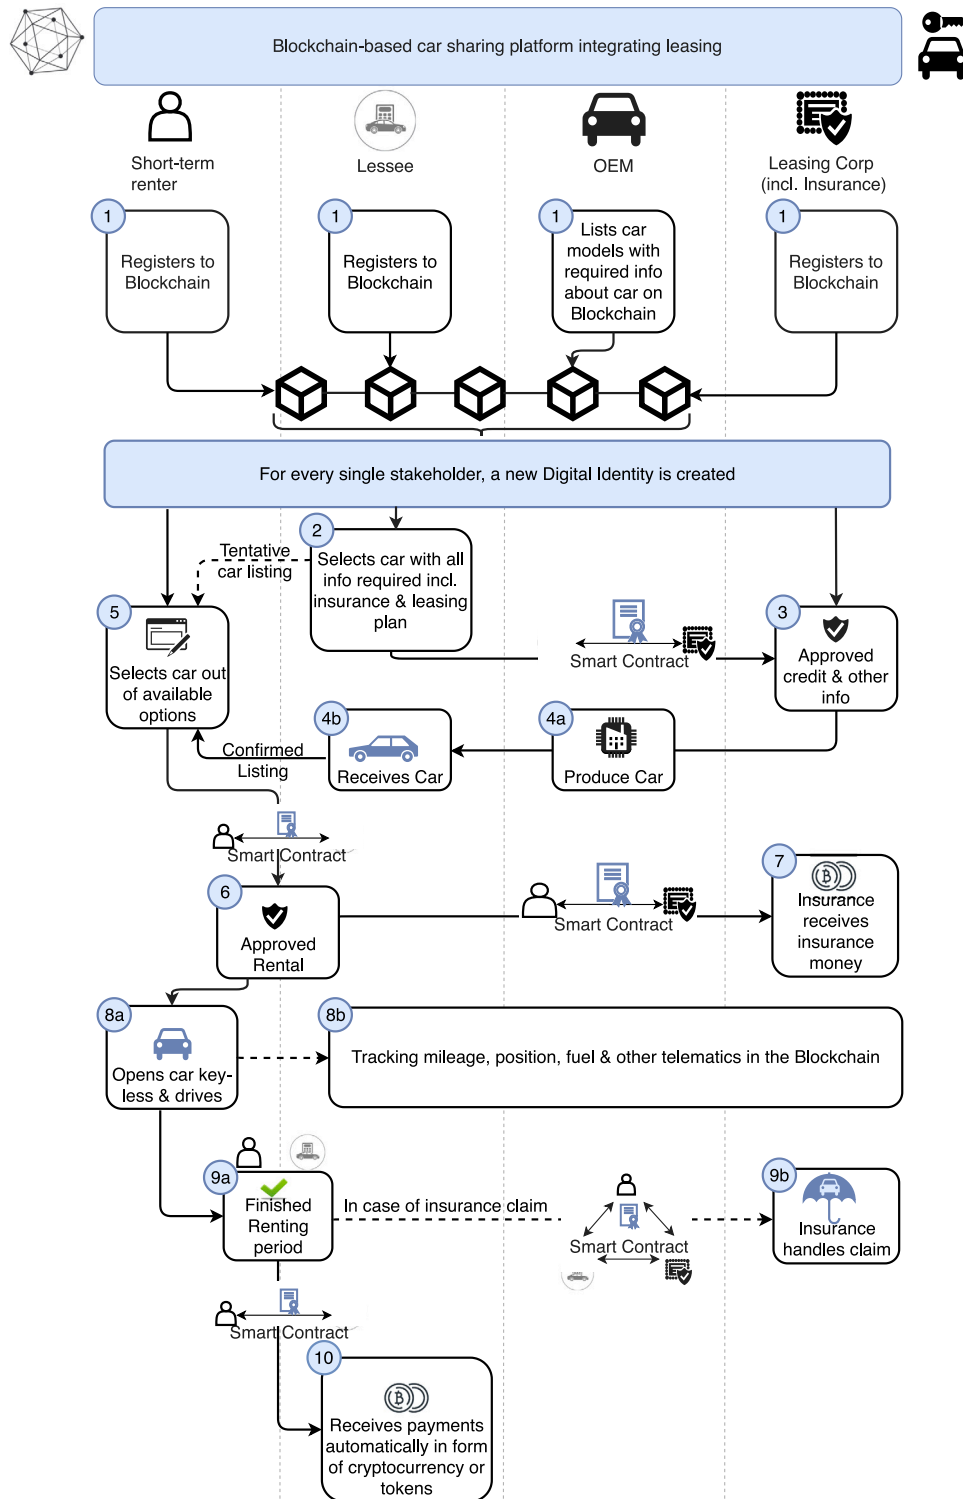 Blockchain-based car sharing platform integrating leasing
Short-term
renter
Lessee
OEM
Leasing Corp
(incl. Insurance)
1
Registers to
Blockchain
1
Registers to
Blockchain
1
Lists car
models with
required info
about car on
Blockchain
1
Registers to
Blockchain
For every single stakeholder, a new Digital Identity is created
2
Selects car with all
info required incl.
insurance & leasing
plan
Tentative
car listing
Smart Contract
3
Approved
credit & other
info
5
Selects car out
of available
options
4b
Receives Car
4a
Produce Car
Confirmed
Listing
Smart Contract
6
Approved
Rental
Smart Contract
7
Insurance
receives
insurance
money
8a
Opens car key-
less & drives
8b
Tracking mileage, position, fuel & other telematics in the Blockchain
9a
Finished
Renting
period
In case of insurance claim
Smart Contract
9b
Insurance
handles claim
Smart Contract
10
Receives payments
automatically in form
of cryptocurrency or
tokens